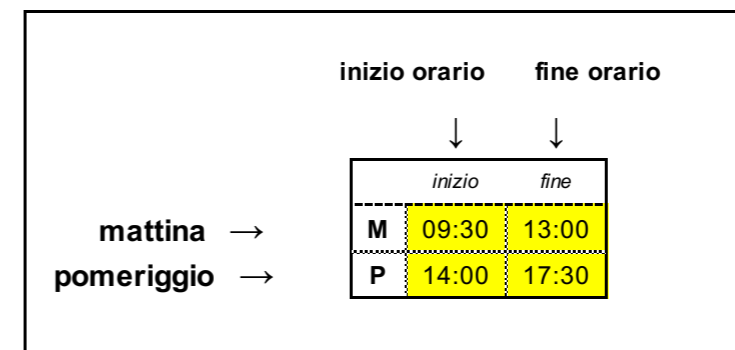 inizio orario fine orario
↓ ↓
inizio fine
mattina → M 09:30 13:00
pomeriggio → P 14:00 17:30